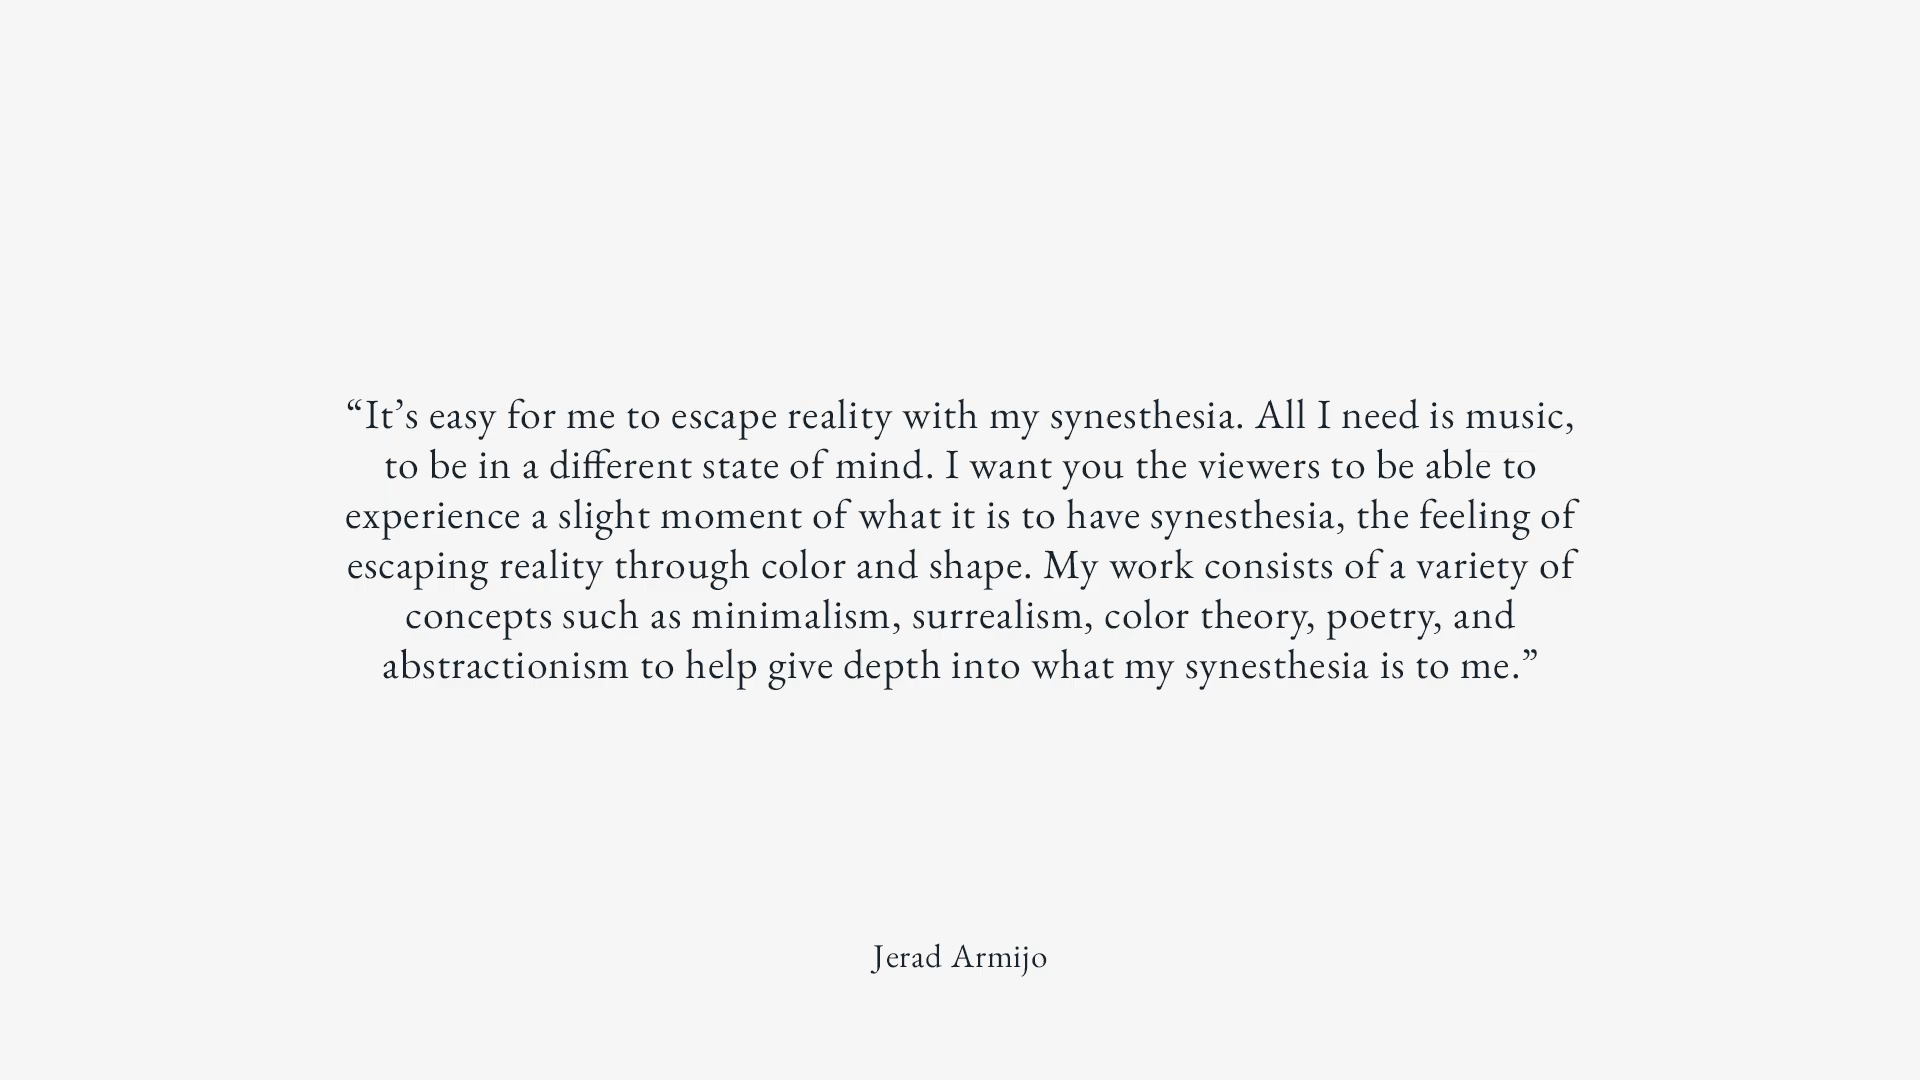 “It’s easy for me to escape reality with my synesthesia. All I need is music,
to be in a different state of mind. I want you the viewers to be able to
experience a slight moment of what it is to have synesthesia, the feeling of
escaping reality through color and shape. My work consists of a variety of
concepts such as minimalism, surrealism, color theory, poetry, and
abstractionism to help give depth into what my synesthesia is to me.”
Jerad Armijo